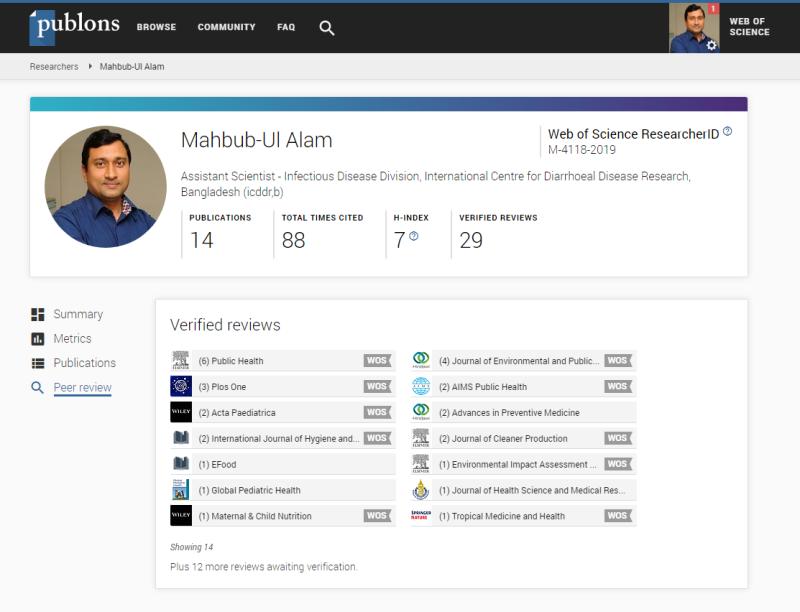 publons BROWSE COMMUNITY FAQ 1 WEB OF SCIENCE
Researchers Mahbub-Ul Alam
Mahbub-Ul Alam
Web of Science ResearcherID ?
M-4118-2019
Assistant Scientist - Infectious Disease Division, International Centre for Diarrhoeal Disease Research,
Bangladesh (icddr,b)
PUBLICATIONS TOTAL TIMES CITED H-INDEX VERIFIED REVIEWS
14 88 7 ? 29
Summary
Metrics
Publications
Peer review
Verified reviews
ELSEVIER (6) Public Health WOS
Hindawi (4) Journal of Environmental and Public... WOS
(3) Plos One WOS
AIMS (2) AIMS Public Health WOS
WILEY (2) Acta Paediatrica WOS
Hindawi (2) Advances in Preventive Medicine
(2) International Journal of Hygiene and... WOS
ELSEVIER (2) Journal of Cleaner Production WOS
(1) EFood
ELSEVIER (1) Environmental Impact Assessment ... WOS
(1) Global Pediatric Health
(1) Journal of Health Science and Medical Res...
WILEY (1) Maternal & Child Nutrition WOS
SPRINGER NATURE (1) Tropical Medicine and Health WOS
Showing 14
Plus 12 more reviews awaiting verification.